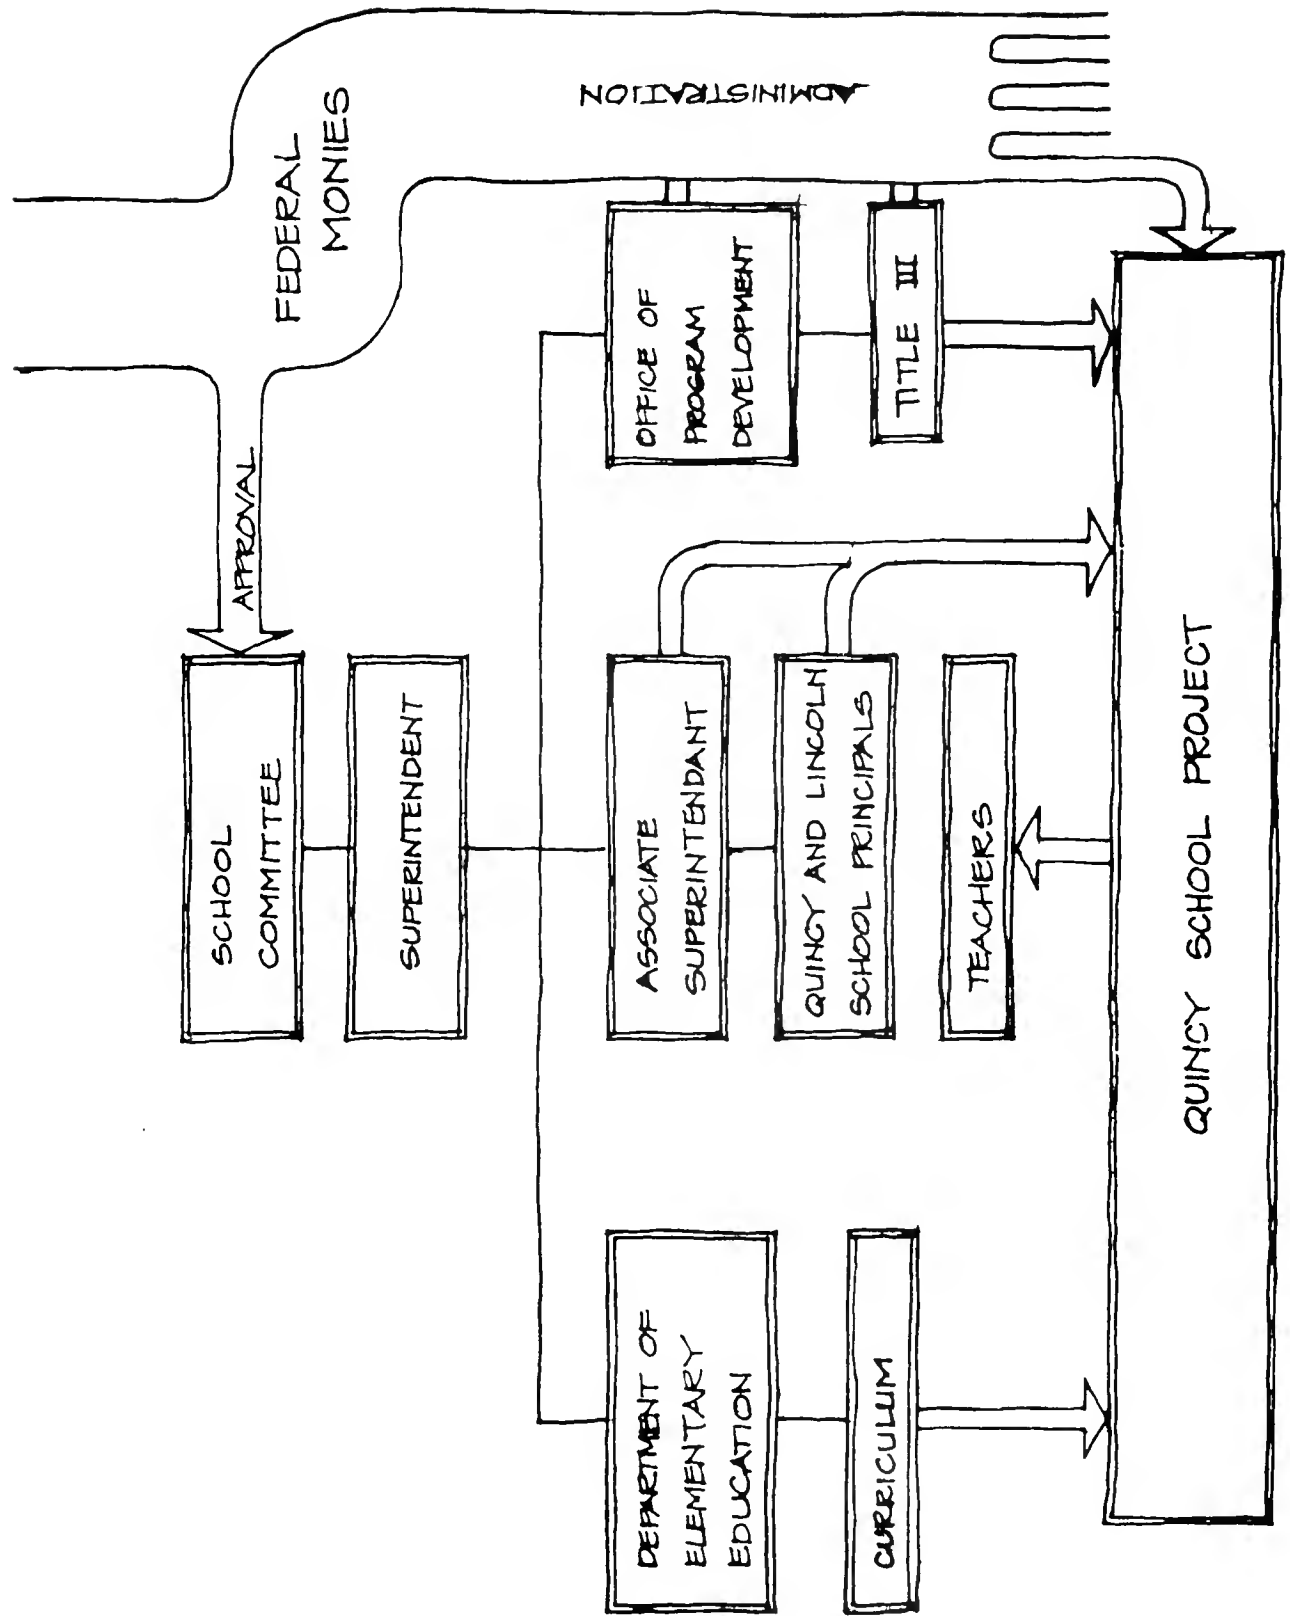 FEDERAL
MONIES
ADMINISTRATION
APPROVAL
SCHOOL
COMMITTEE
SUPERINTENDENT
DEPARTMENT OF
ELEMENTARY
EDUCATION
ASSOCIATE
SUPERINTENDANT
OFFICE OF
PROGRAM
DEVELOPMENT
CURRICULUM
QUINCY AND LINCOLN
SCHOOL PRINCIPALS
TITLE III
TEACHERS
QUINCY SCHOOL PROJECT